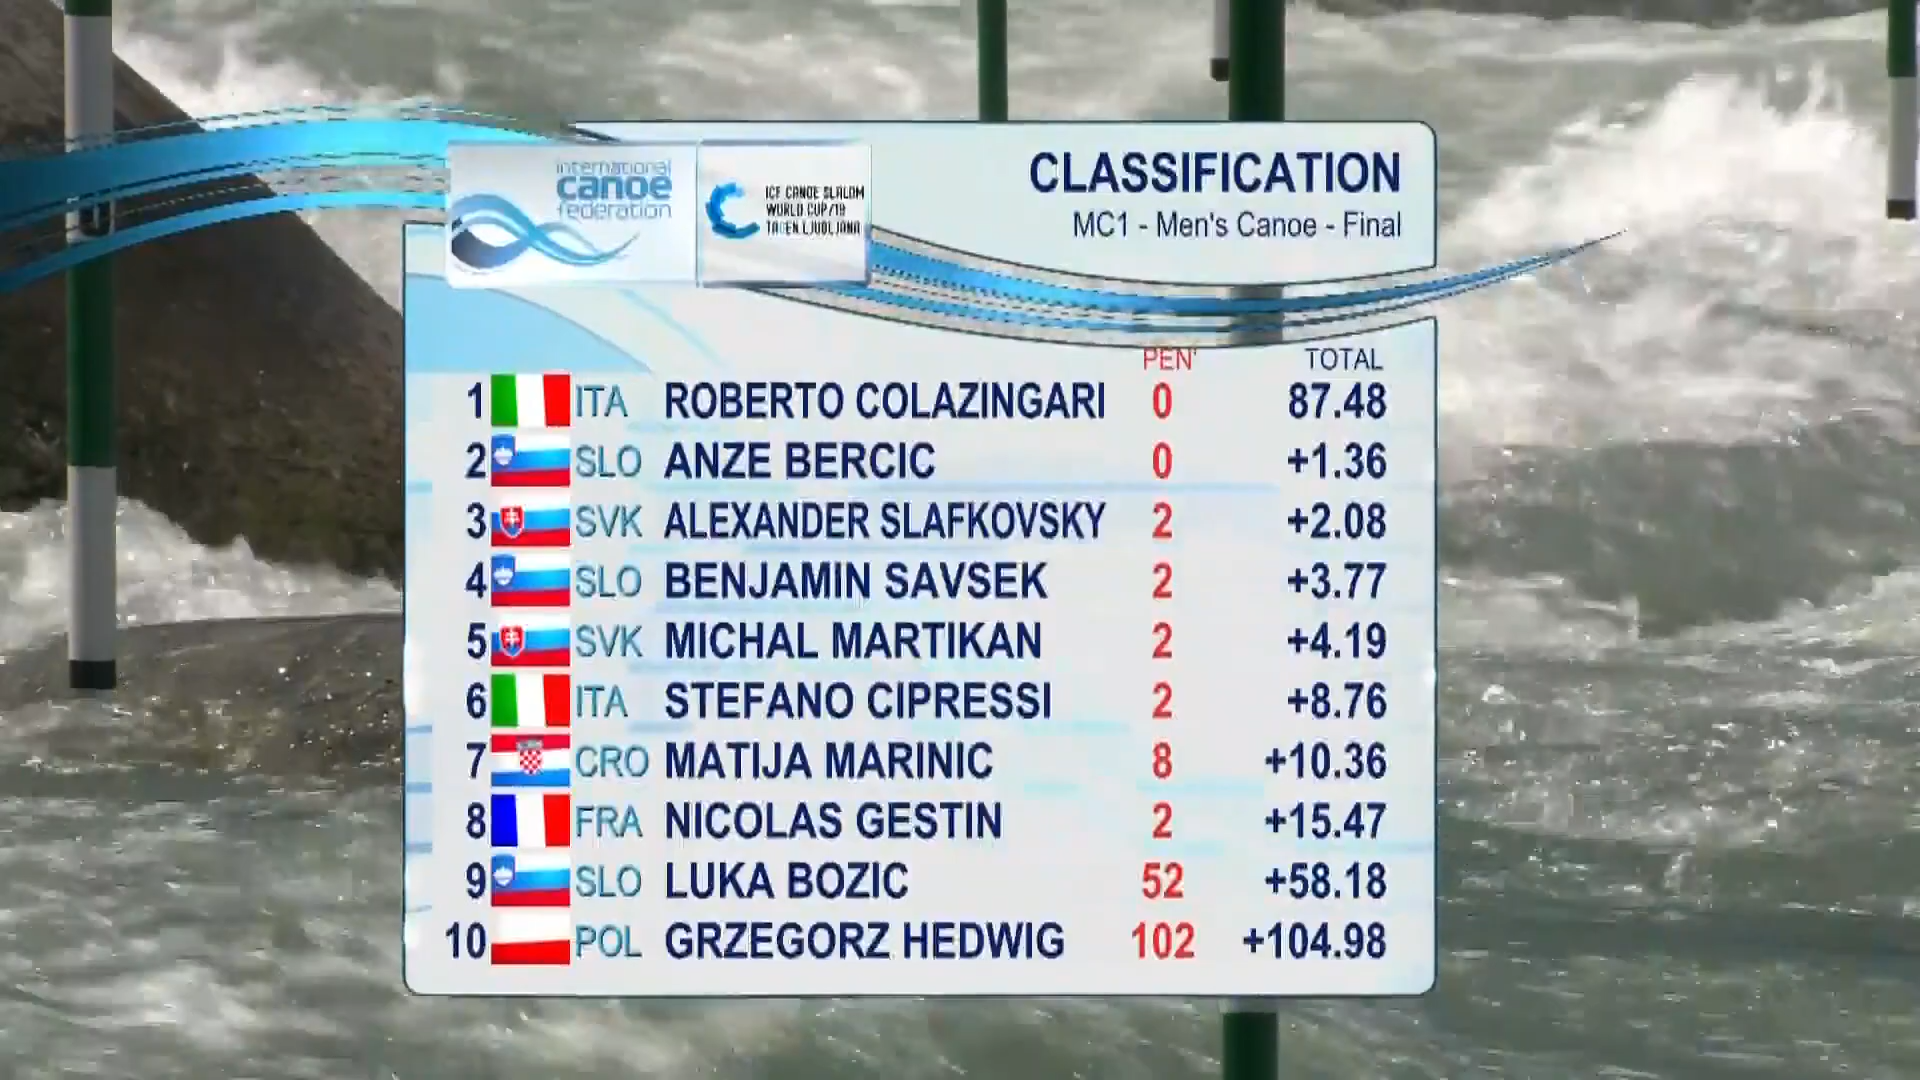 international
canoe
federation
ICF CANOE SLALOM
WORLD CUP/19
TACEN LJUBLJANA
CLASSIFICATION
MC1 - Men's Canoe - Final
PEN' TOTAL
1 ITA ROBERTO COLAZINGARI 0 87.48
2 SLO ANZE BERCIC 0 +1.36
3 SVK ALEXANDER SLAFKOVSKY 2 +2.08
4 SLO BENJAMIN SAVSEK 2 +3.77
5 SVK MICHAL MARTIKAN 2 +4.19
6 ITA STEFANO CIPRESSI 2 +8.76
7 CRO MATIJA MARINIC 8 +10.36
8 FRA NICOLAS GESTIN 2 +15.47
9 SLO LUKA BOZIC 52 +58.18
10 POL GRZEGORZ HEDWIG 102 +104.98